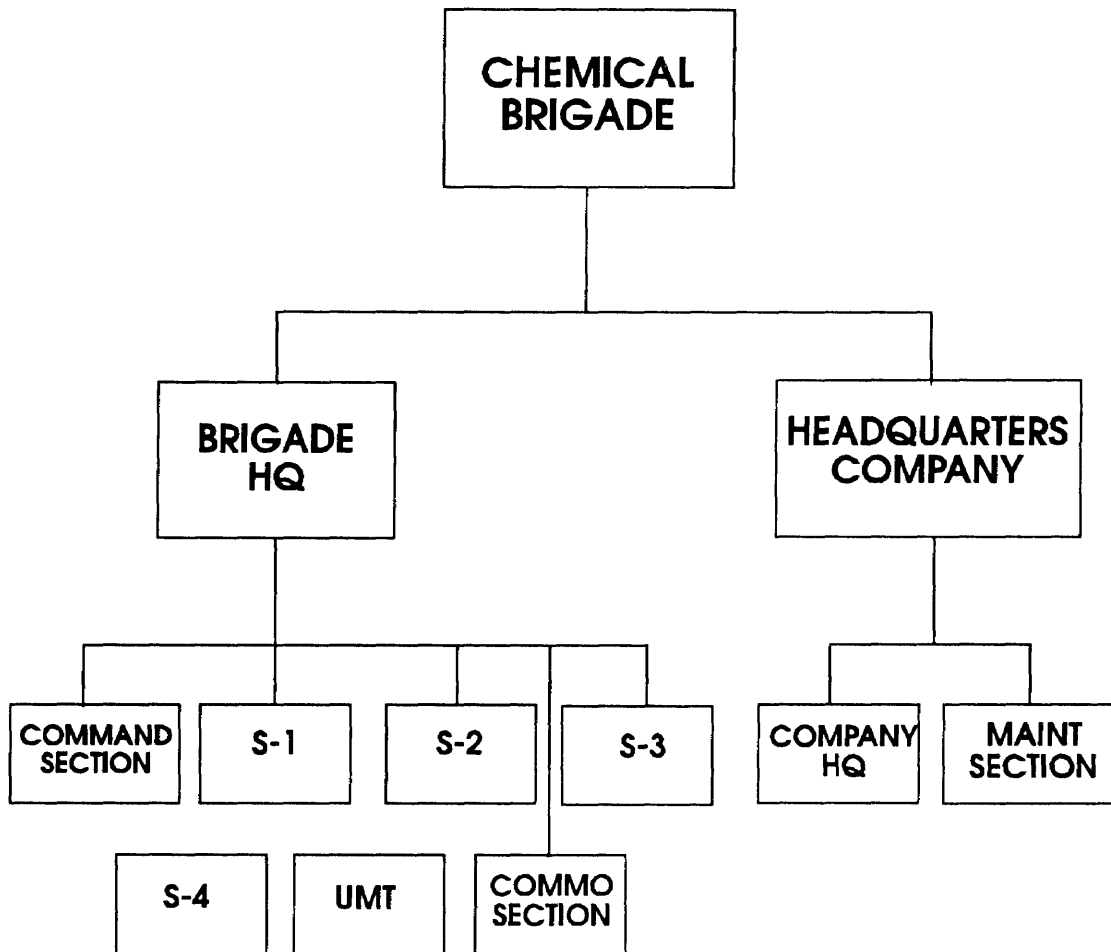 CHEMICAL
BRIGADE
BRIGADE
HQ
HEADQUARTERS
COMPANY
COMMAND
SECTION
S-1
S-2
S-3
COMPANY
HQ
MAINT
SECTION
S-4
UMT
COMMO
SECTION